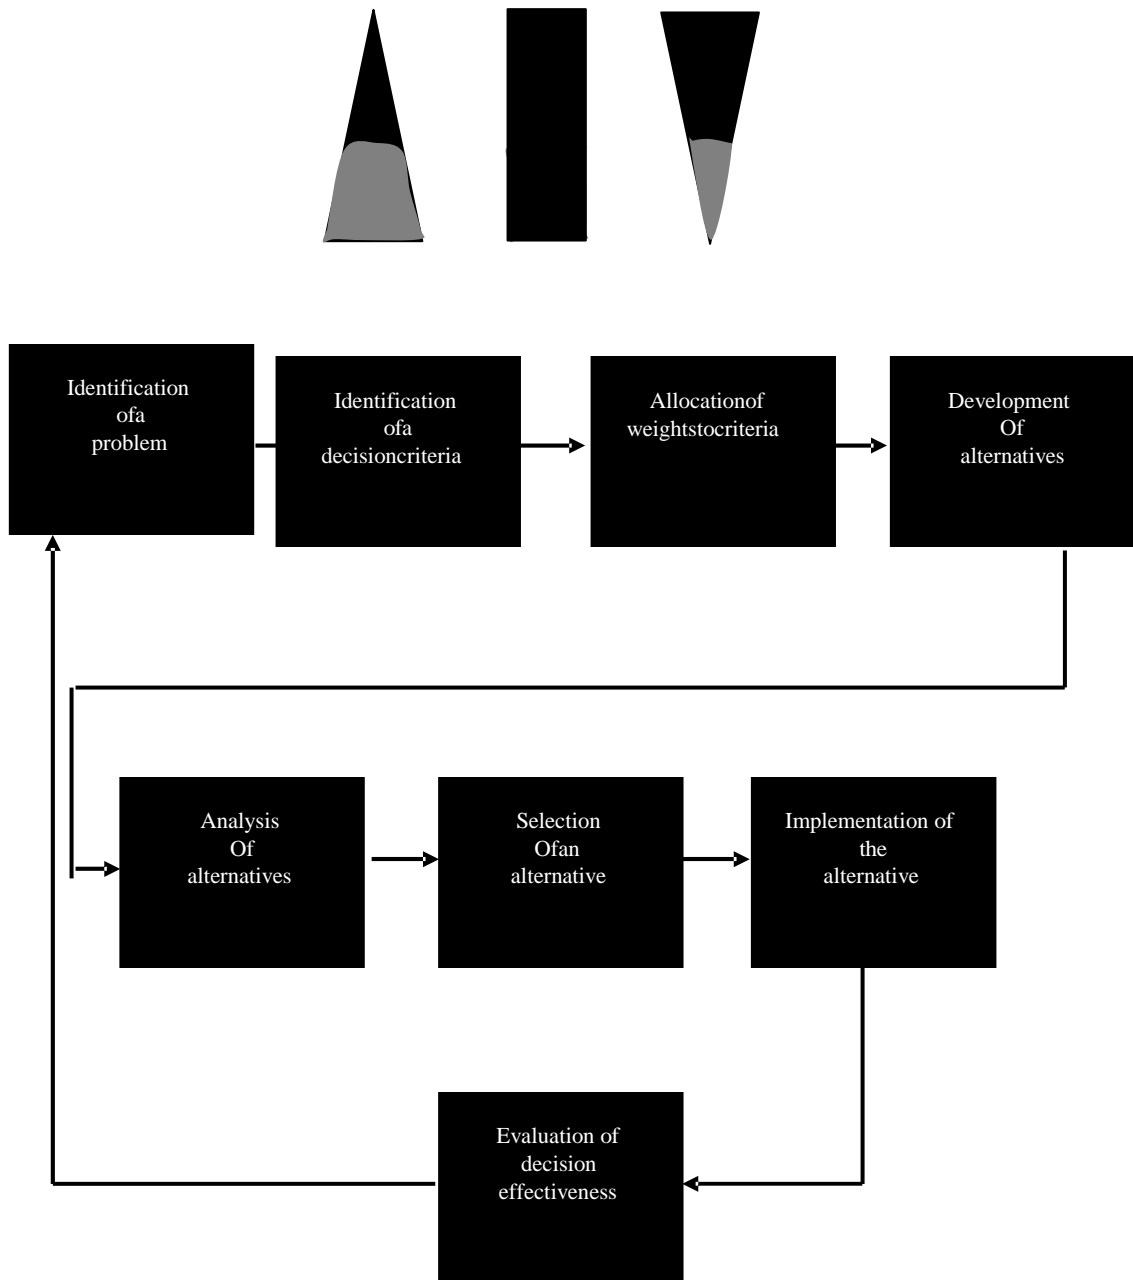 Identification
ofa
problem
Identification
ofa
decisioncriteria
Allocationof
weightstocriteria
Development
Of
alternatives
Analysis
Of
alternatives
Selection
Ofan
alternative
Implementation of
the
alternative
Evaluation of
decision
effectiveness